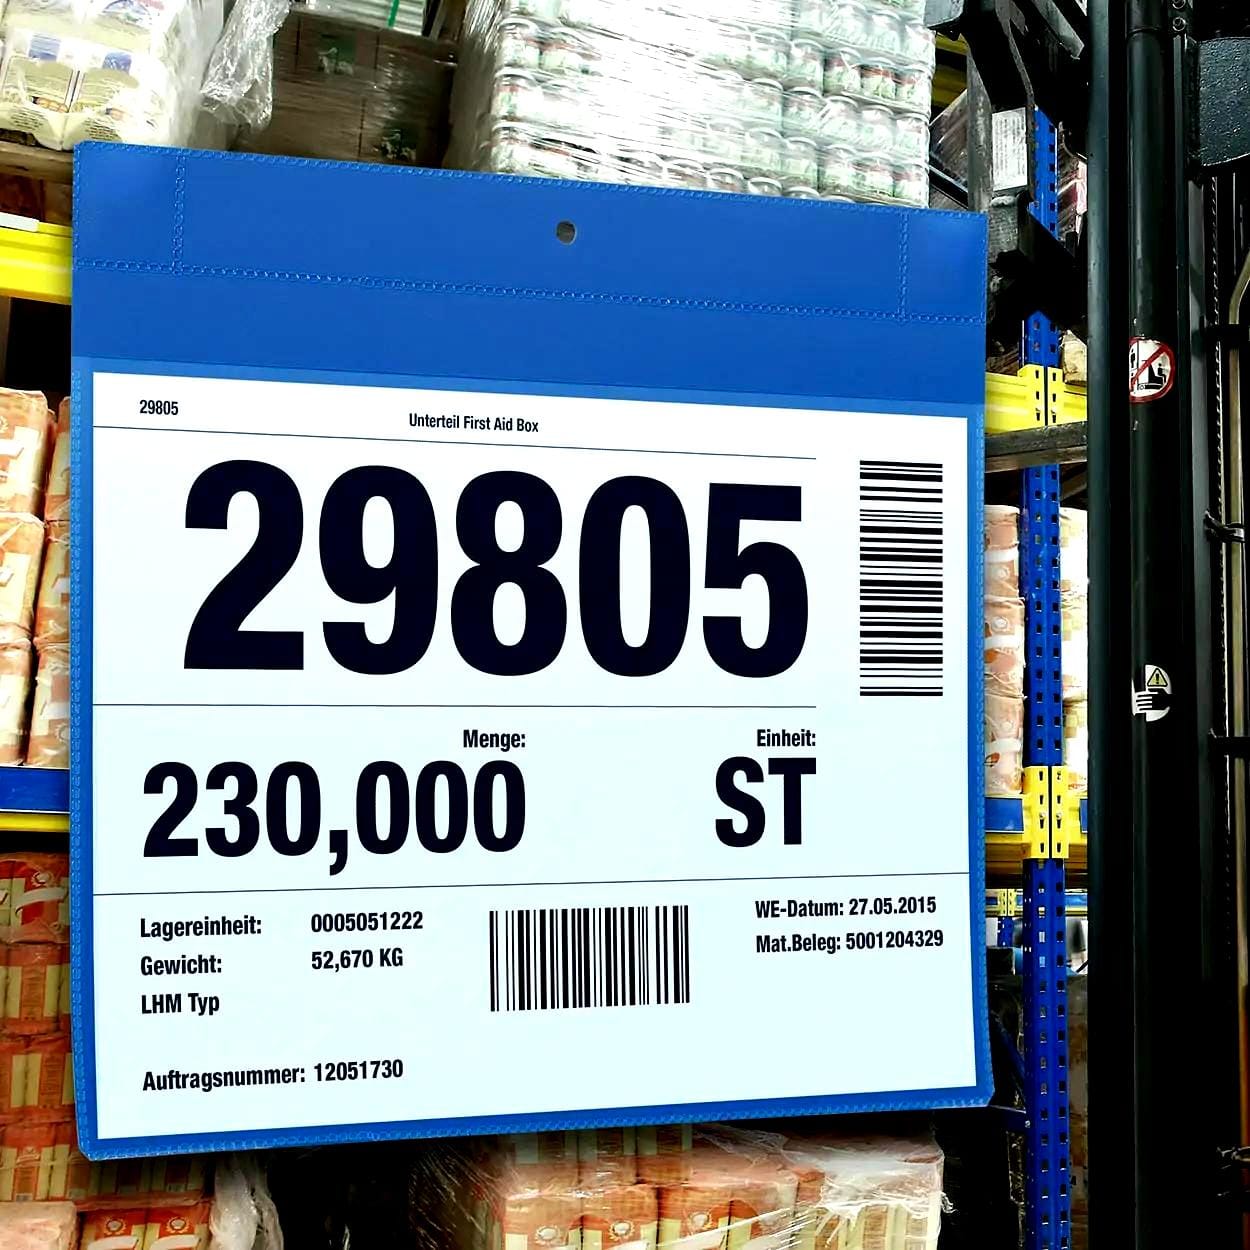 29805
Unterteil First Aid Box
29805
Menge:
Einheit:
230,000
ST
Lagereinheit: 0005051222
Gewicht: 52,670 KG
LHM Typ
WE-Datum: 27.05.2015
Mat.Beleg: 5001204329
Auftragsnummer: 12051730